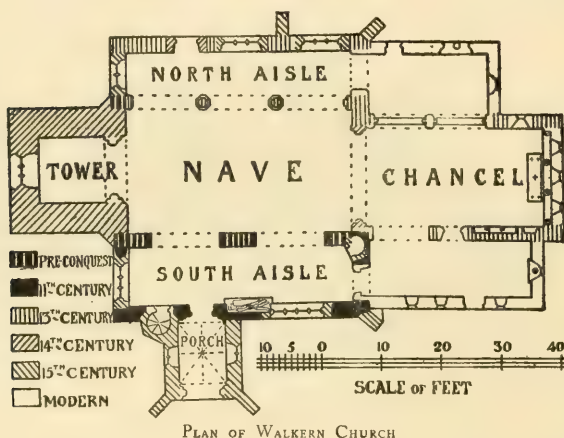 NORTH AISLE
TOWER
NAVE
CHANCEL
SOUTH AISLE
PORCH
PRE-CONQUEST
11TH CENTURY
13TH CENTURY
14TH CENTURY
15TH CENTURY
MODERN
10 5 0 10 20 30 40
SCALE OF FEET
PLAN OF WALKERN CHURCH